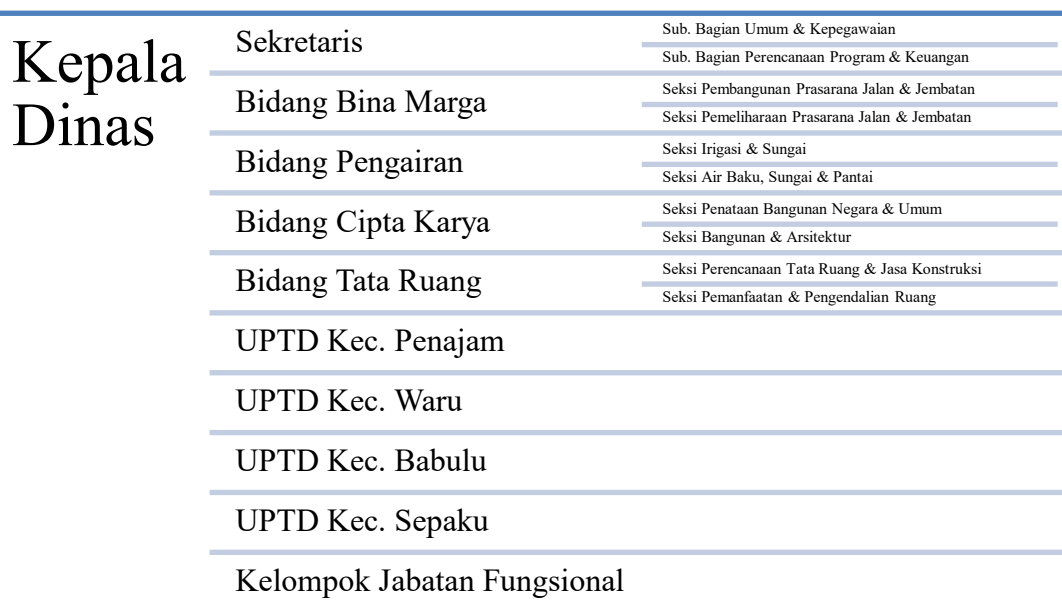 Kepala
Dinas
Sekretaris
Sub. Bagian Umum & Kepegawaian
Sub. Bagian Perencanaan Program & Keuangan
Bidang Bina Marga
Seksi Pembangunan Prasarana Jalan & Jembatan
Seksi Pemeliharaan Prasarana Jalan & Jembatan
Bidang Pengairan
Seksi Irigasi & Sungai
Seksi Air Baku, Sungai & Pantai
Bidang Cipta Karya
Seksi Penataan Bangunan Negara & Umum
Seksi Bangunan & Arsitektur
Bidang Tata Ruang
Seksi Perencanaan Tata Ruang & Jasa Konstruksi
Seksi Pemanfaatan & Pengendalian Ruang
UPTD Kec. Penajam
UPTD Kec. Waru
UPTD Kec. Babulu
UPTD Kec. Sepaku
Kelompok Jabatan Fungsional